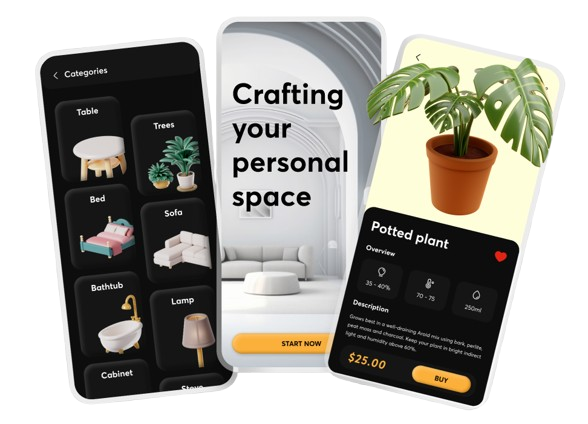 Categories
Table
Trees
Bed
Sofa
Bathtub
Lamp
Cabinet
Stove
Crafting
your
personal
space
START NOW
Potted plant
Overview
35 - 40%
70 - 75
250ml
Description
Grows best in a well-draining Aroid mix using bark, perlite,
peat moss and charcoal. Keep your plant in bright indirect
light and humidity above 60%.
$25.00
BUY